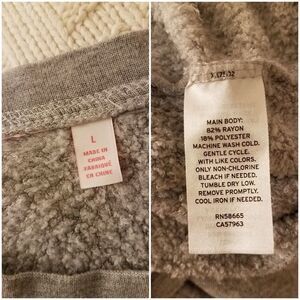 L
MADE IN
CHINA
FABRIQUÉ
EN CHINE
MAIN BODY:
82% RAYON
18% POLYESTER
MACHINE WASH COLD.
GENTLE CYCLE.
WITH LIKE COLORS.
ONLY NON-CHLORINE
BLEACH IF NEEDED.
TUMBLE DRY LOW.
REMOVE PROMPTLY.
COOL IRON IF NEEDED.
RN58665
CA57963